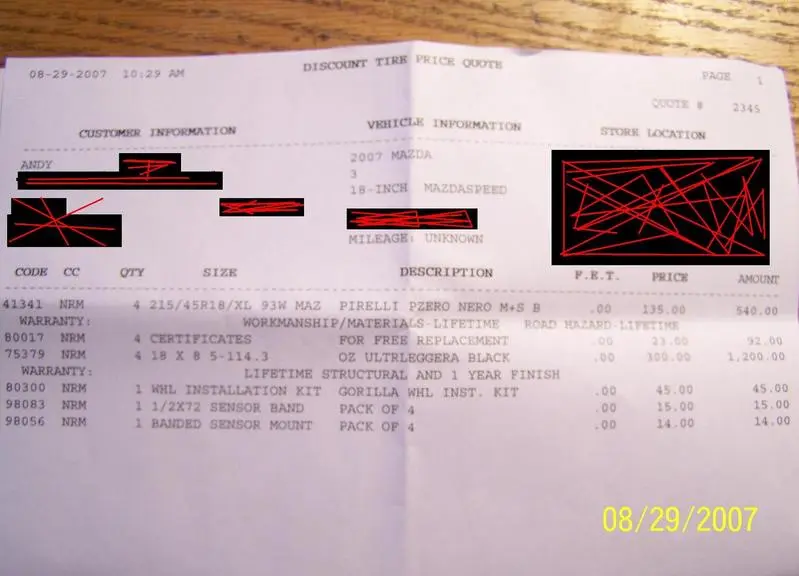 08-29-2007 10:29 AM DISCOUNT TIRE PRICE QUOTE PAGE 1
QUOTE # 2345
CUSTOMER INFORMATION VEHICLE INFORMATION STORE LOCATION
ANDY 2007 MAZDA
3
18-INCH MAZDASPEED
MILEAGE: UNKNOWN
CODE CC QTY SIZE DESCRIPTION F.E.T. PRICE AMOUNT
41341 NRM 4 215/45R18/XL 93W MAZ PIRELLI PZERO NERO M+S B .00 135.00 540.00
WARRANTY: WORKMANSHIP/MATERIALS-LIFETIME ROAD HAZARD-LIFETIME
80017 NRM 4 CERTIFICATES FOR FREE REPLACEMENT .00 23.00 92.00
75379 NRM 4 18 X 8 5-114.3 OZ ULTRLEGGERA BLACK .00 300.00 1,200.00
WARRANTY: LIFETIME STRUCTURAL AND 1 YEAR FINISH
80300 NRM 1 WHL INSTALLATION KIT GORILLA WHL INST. KIT .00 45.00 45.00
98083 NRM 1 1/2X72 SENSOR BAND PACK OF 4 .00 15.00 15.00
98056 NRM 1 BANDED SENSOR MOUNT PACK OF 4 .00 14.00 14.00
08/29/2007